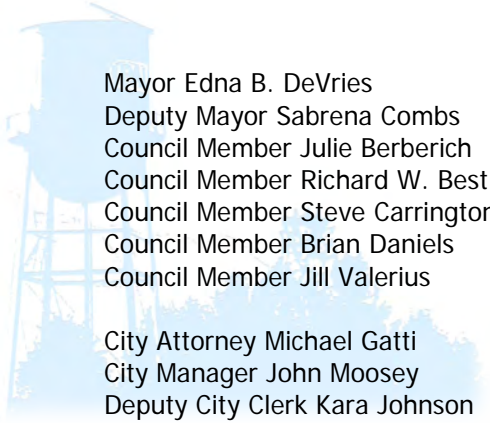 Mayor Edna B. DeVries
Deputy Mayor Sabrena Combs
Council Member Julie Berberich
Council Member Richard W. Best
Council Member Steve Carrington
Council Member Brian Daniels
Council Member Jill Valerius
City Attorney Michael Gatti
City Manager John Moosey
Deputy City Clerk Kara Johnson